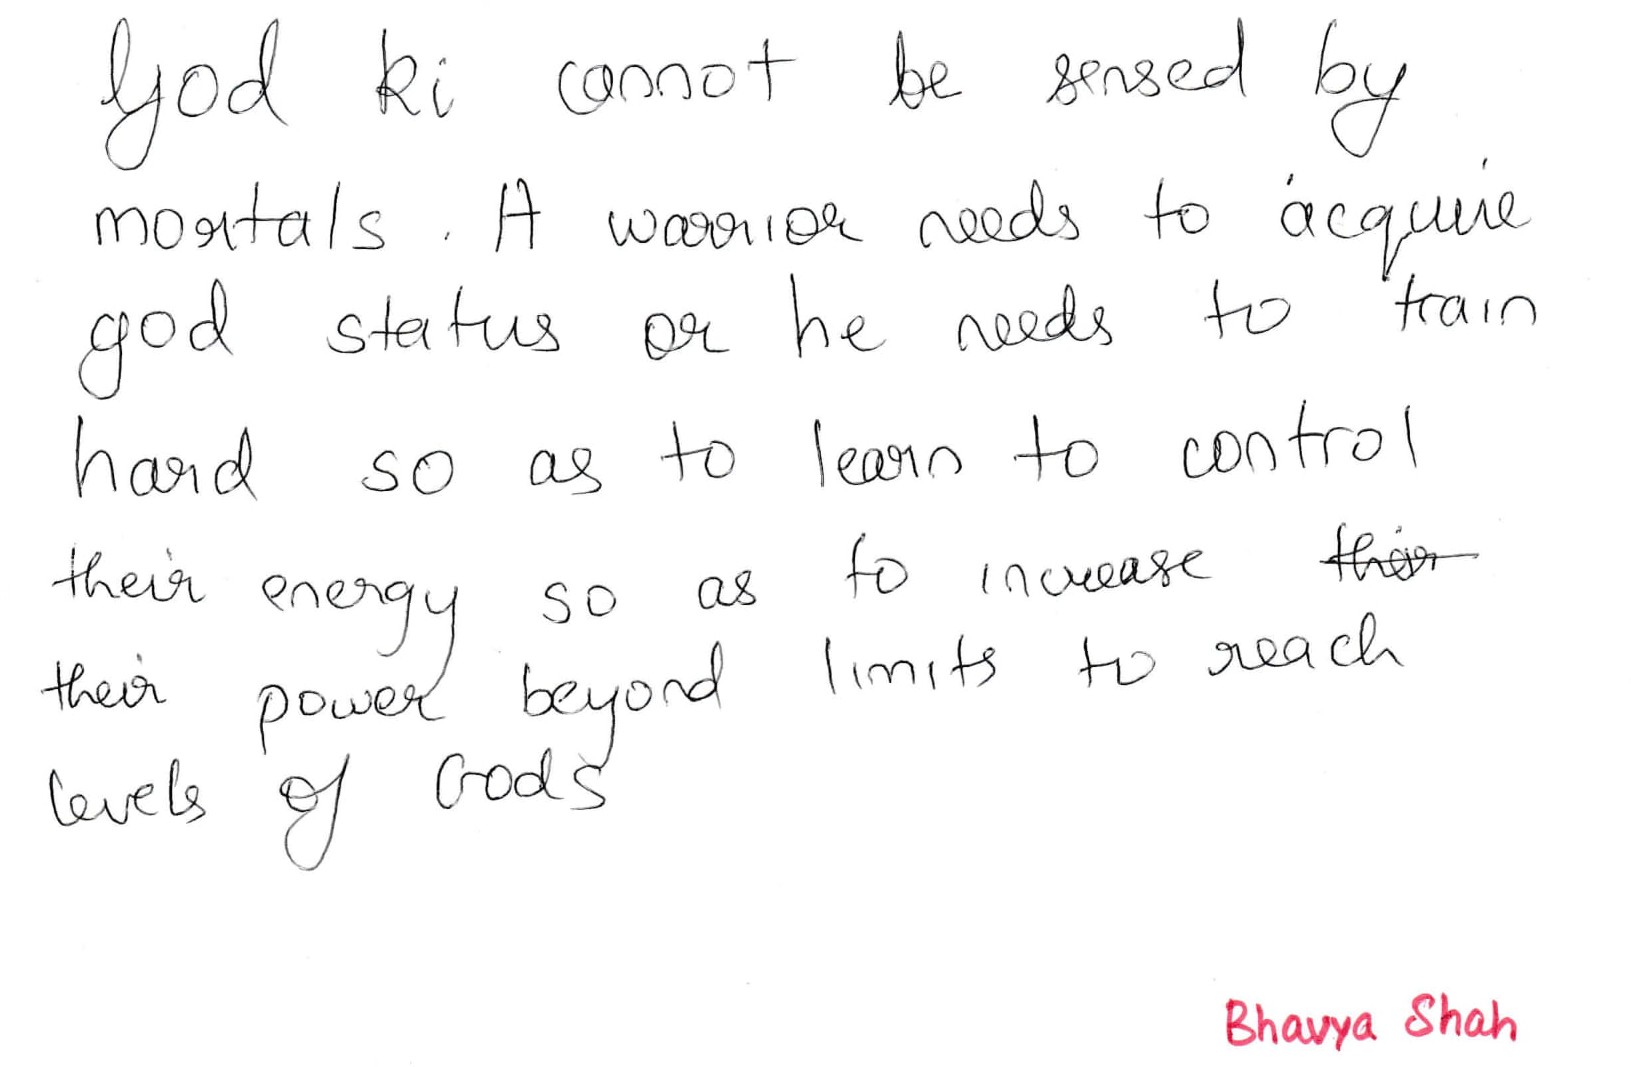 God ki cannot be sensed by
mortals. A warrior needs to acquire
god status or he needs to train
hard so as to learn to control
their energy so as to increase their
their power beyond limits to reach
levels of Gods
Bhavya Shah